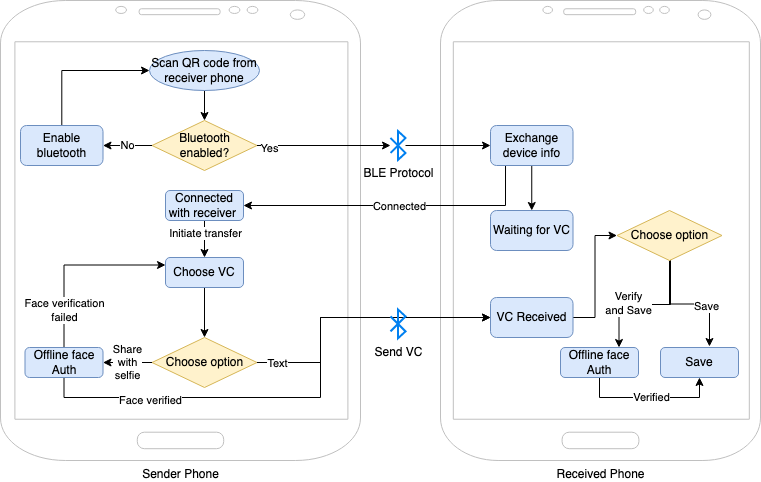 Scan QR code from
receiver phone
Enable
bluetooth
No
Bluetooth
enabled?
Yes
BLE Protocol
Exchange
device info
Connected
with receiver
Connected
Initiate transfer
Waiting for VC
Choose option
Choose VC
Face verification
failed
VC Received
Verify
and Save
Save
Send VC
Offline face
Auth
Share
with
selfie
Choose option
Text
Offline face
Auth
Save
Face verified
Verified
Sender Phone
Received Phone